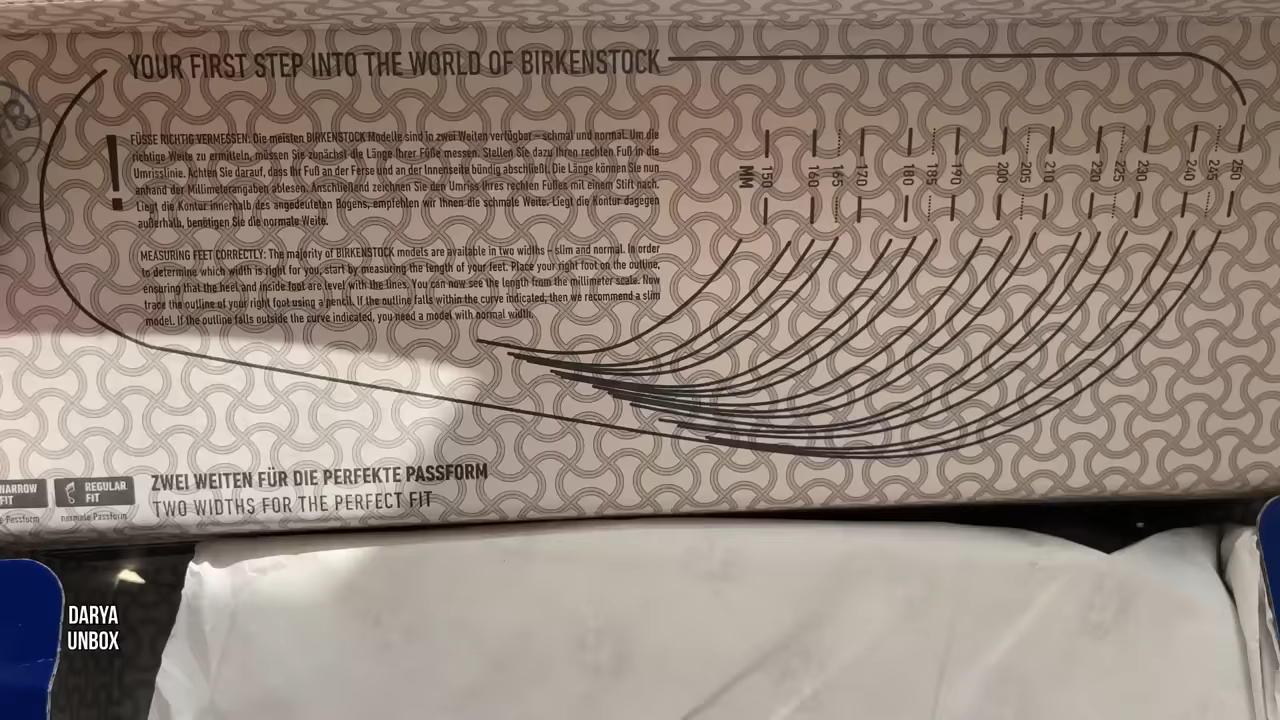 YOUR FIRST STEP INTO THE WORLD OF BIRKENSTOCK
!
FÜSSE RICHTIG VERMESSEN: Die meisten BIRKENSTOCK Modelle sind in zwei Weiten verfügbar – schmal und normal. Um die
richtige Weite zu ermitteln, müssen Sie zunächst die Länge Ihrer Füße messen. Stellen Sie dazu Ihren rechten Fuß in die
Umrisslinie. Achten Sie darauf, dass Ihr Fuß an der Ferse und an der Innenseite bündig abschließt. Die Länge können Sie nun
anhand der Millimeterangaben ablesen. Anschließend zeichnen Sie den Umriss Ihres rechten Fußes mit einem Stift nach.
Liegt die Kontur innerhalb des angedeuteten Bogens, empfehlen wir Ihnen die schmale Weite. Liegt die Kontur dagegen
außerhalb, benötigen Sie die normale Weite.
MEASURING FEET CORRECTLY: The majority of BIRKENSTOCK models are available in two widths – slim and normal. In order
to determine which width is right for you, start by measuring the length of your feet. Place your right foot on the outline,
ensuring that the heel and inside foot are level with the lines. You can now see the length from the millimeter scale. Now
trace the outline of your right foot using a pencil. If the outline falls within the curve indicated, then we recommend a slim
model. If the outline falls outside the curve indicated, you need a model with normal width.
MM 150 160 165 170 180 185 190 200 205 210 220 225 230 240 245 250
NARROW
FIT
Passform
REGULAR
FIT
normale Passform
ZWEI WEITEN FÜR DIE PERFEKTE PASSFORM
TWO WIDTHS FOR THE PERFECT FIT
DARYA
UNBOX